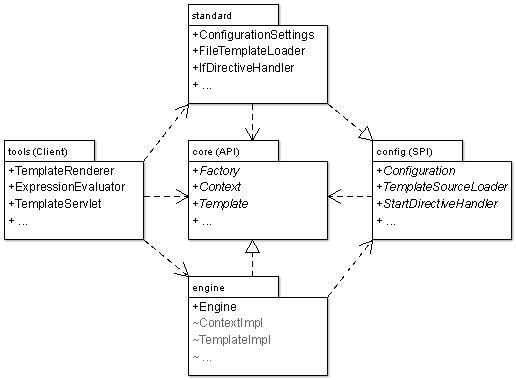 standard
+ConfigurationSettings
+FileTemplateLoader
+IfDirectiveHandler
+ ...
tools (Client)
+TemplateRenderer
+ExpressionEvaluator
+TemplateServlet
+ ...
core (API)
+Factory
+Context
+Template
+ ...
config (SPI)
+Configuration
+TemplateSourceLoader
+StartDirectiveHandler
+ ...
engine
+Engine
~ContextImpl
~TemplateImpl
~ ...